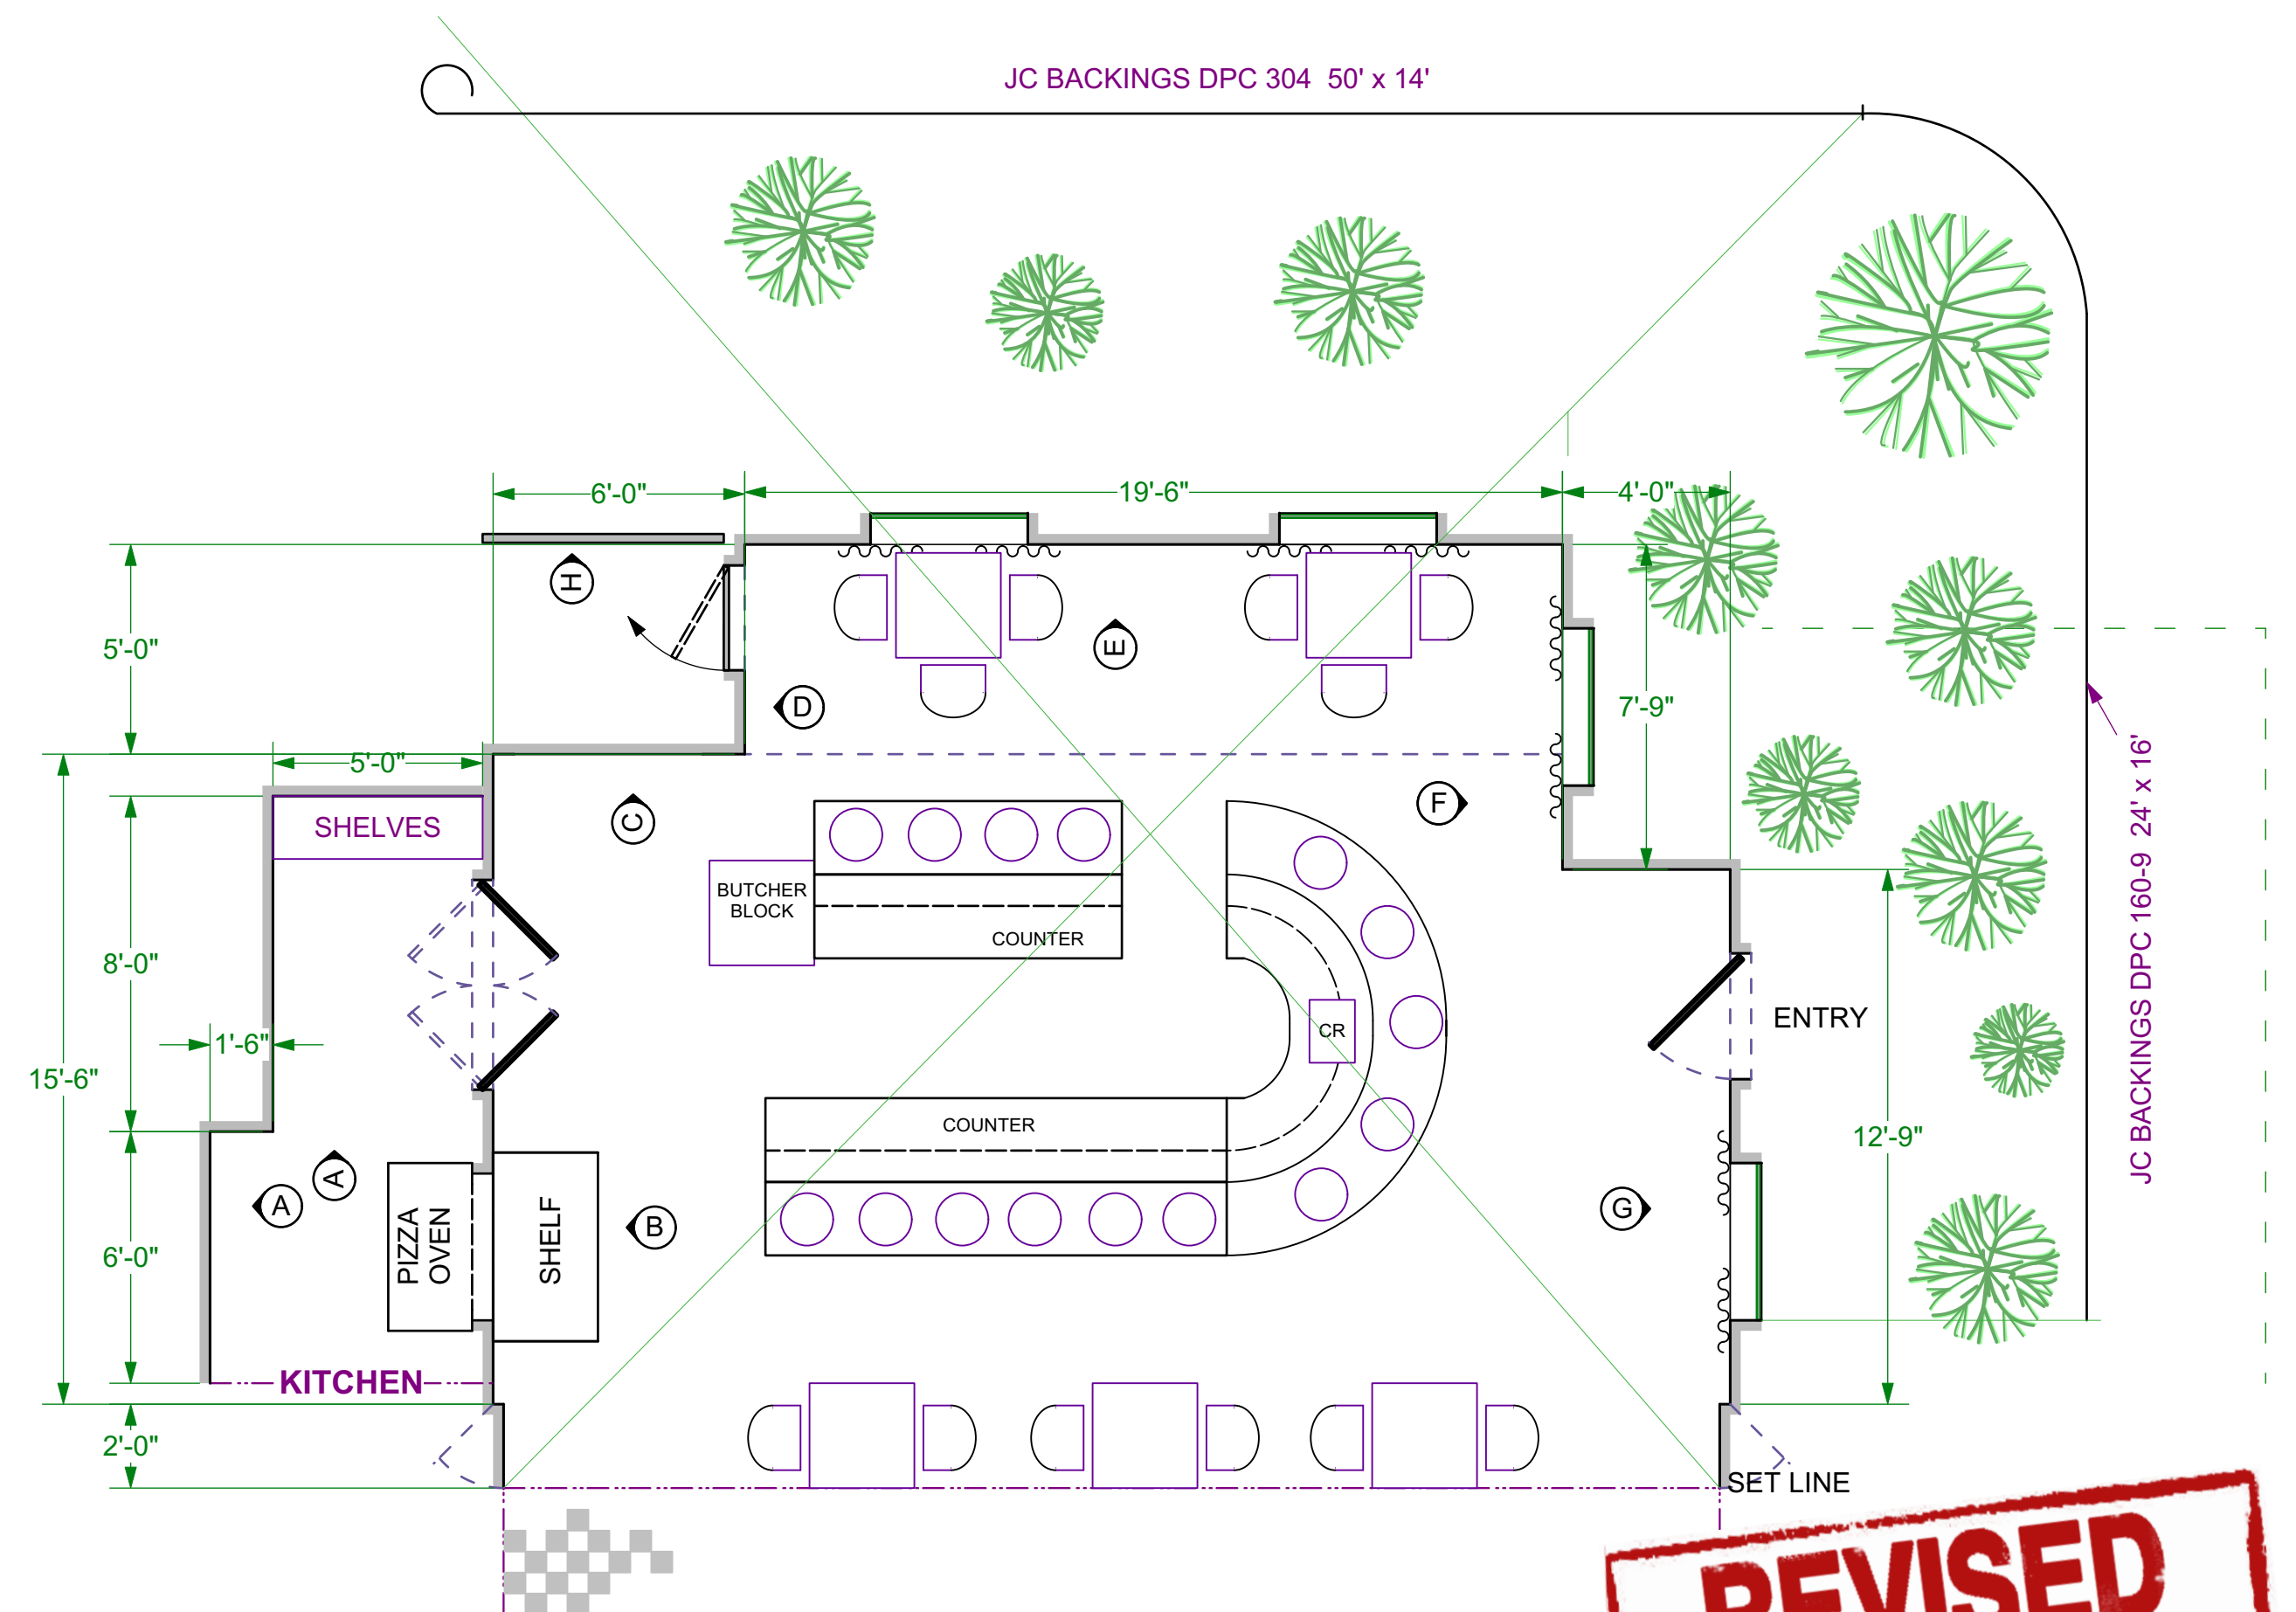 JC BACKINGS DPC 304  50' x 14'
6'-0"
19'-6"
4'-0"
H
E
5'-0"
D
7'-9"
5'-0"
SHELVES
C
F
BUTCHER
BLOCK
COUNTER
8'-0"
1'-6"
15'-6"
CR
ENTRY
JC BACKINGS DPC 160-9  24' x 16'
COUNTER
12'-9"
A
A
PIZZA
OVEN
SHELF
B
G
6'-0"
KITCHEN
2'-0"
SET LINE
REVISED